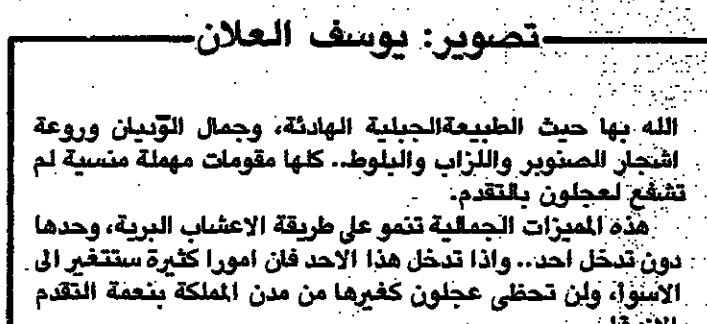 تصوير: يوسف العلان
الله بها حيث الطبيعةالجبلية الهادئة، وجمال الوديان وروعة
اشجار الصنوبر واللزاب والبلوط.. كلها مقومات مهملة منسية لم
تشفع لعجلون بالتقدم.
هذه المميزات الجمالية تنمو على طريقة الاعشاب البرية، وحدها
دون تدخل احد.. واذا تدخل هذا الاحد فان امورا كثيرة ستتغير الى
الاسوأ، ولن تحظى عجلون كغيرها من مدن المملكة بنعمة التقدم